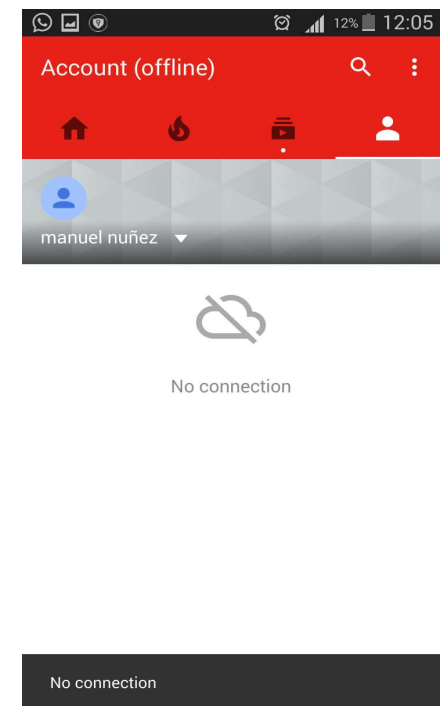 12% 12:05
Account (offline)
manuel nuñez
No connection
No connection